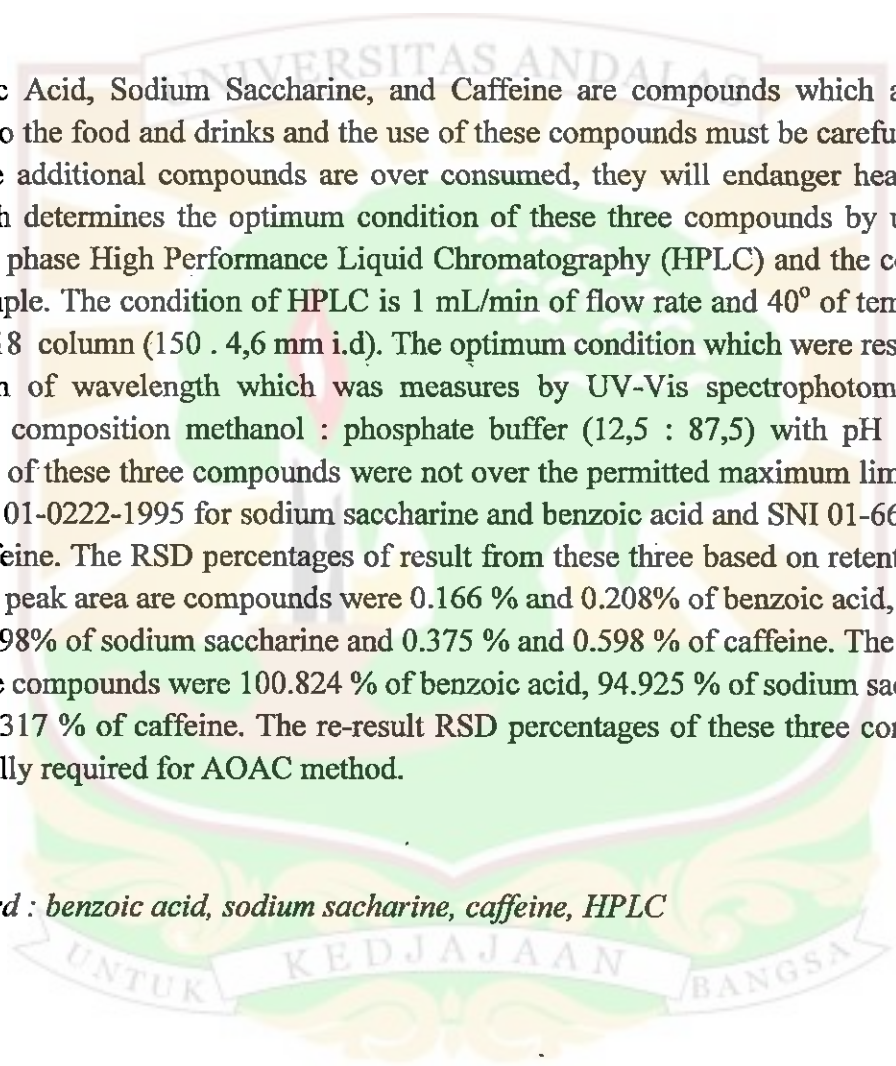 UNIVERSITAS ANDALAS
c Acid, Sodium Saccharine, and Caffeine are compounds which a
o the food and drinks and the use of these compounds must be carefu
e additional compounds are over consumed, they will endanger hea
h determines the optimum condition of these three compounds by u
phase High Performance Liquid Chromatography (HPLC) and the c
ple. The condition of HPLC is 1 mL/min of flow rate and 40° of tem
8 column (150 . 4,6 mm i.d). The optimum condition which were res
n of wavelength which was measures by UV-Vis spectrophotom
composition methanol : phosphate buffer (12,5 : 87,5) with pH
of these three compounds were not over the permitted maximum lim
01-0222-1995 for sodium saccharine and benzoic acid and SNI 01-66
feine. The RSD percentages of result from these three based on retent
peak area are compounds were 0.166 % and 0.208% of benzoic acid,
98% of sodium saccharine and 0.375 % and 0.598 % of caffeine. The
e compounds were 100.824 % of benzoic acid, 94.925 % of sodium sac
317 % of caffeine. The re-result RSD percentages of these three cor
lly required for AOAC method.
rd : benzoic acid, sodium sacharine, caffeine, HPLC
UNTUK KEDJAJAAN BANGSA